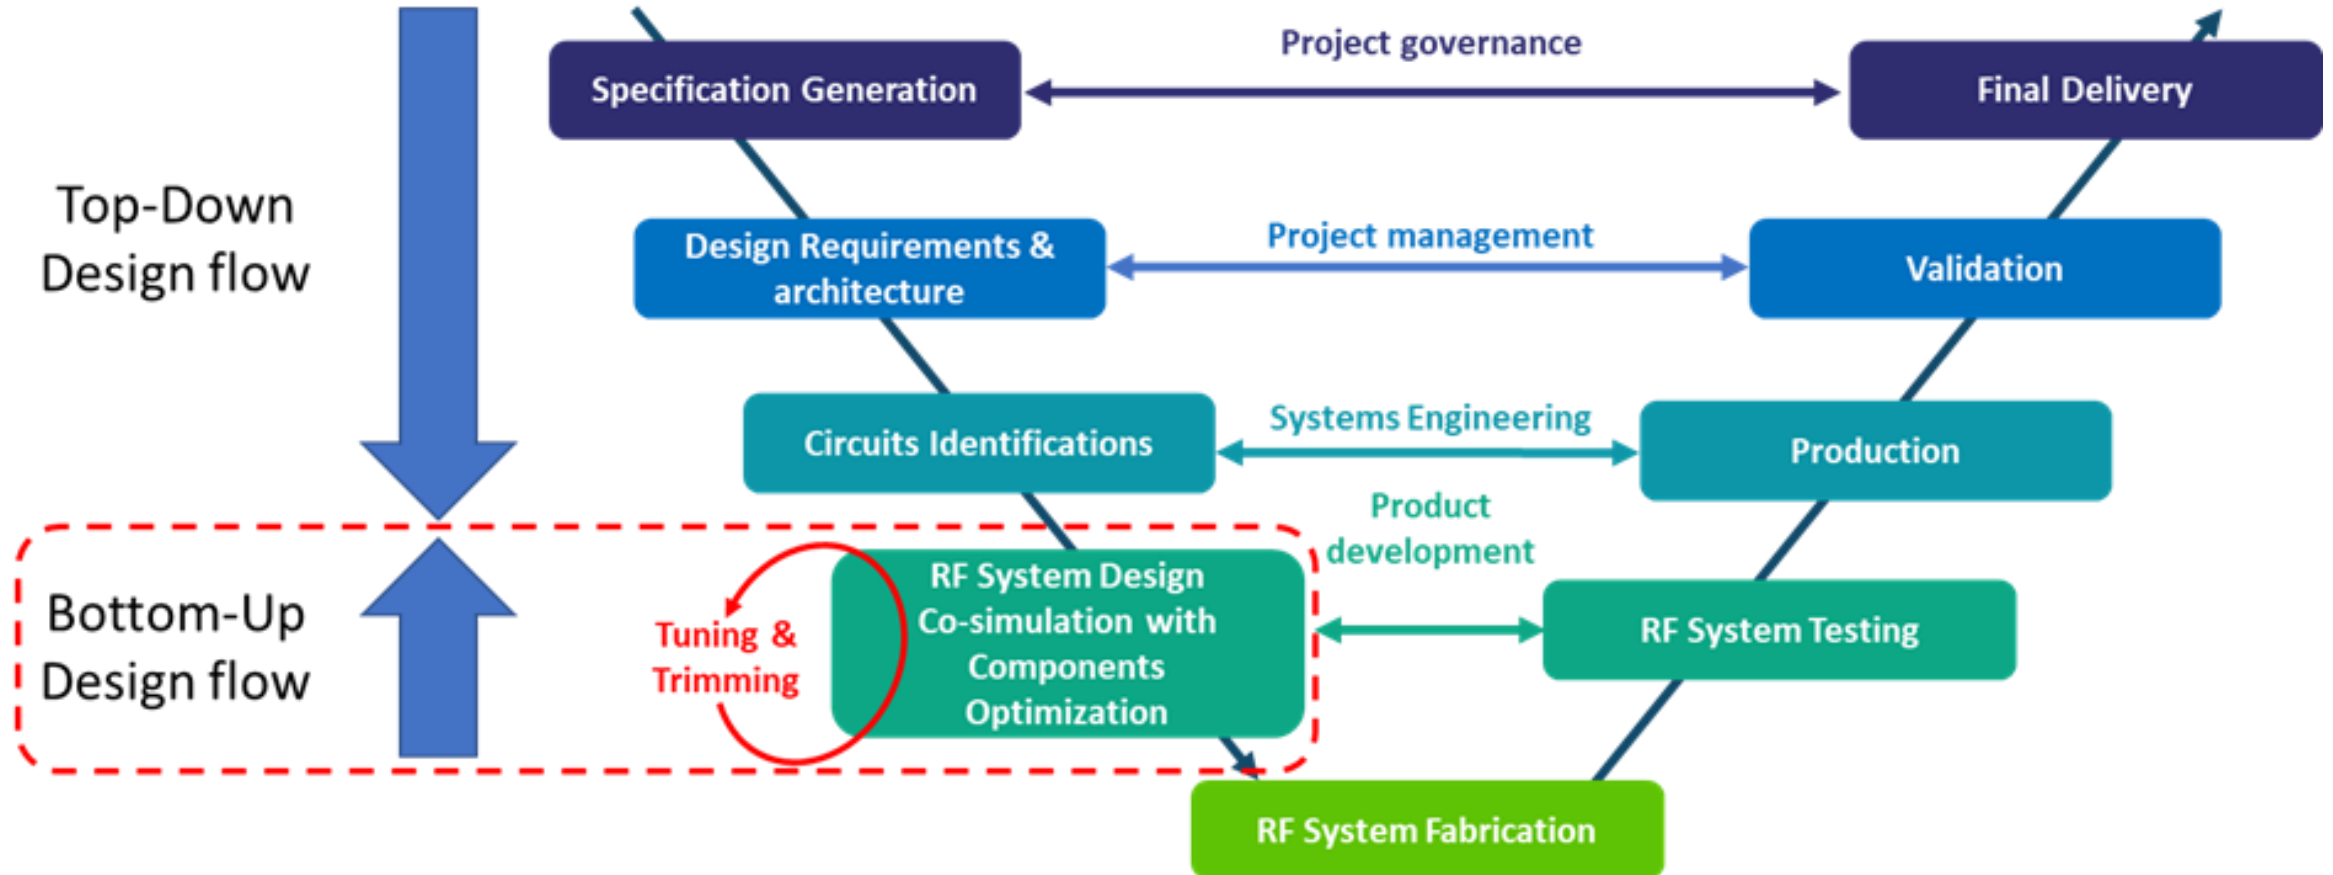 Project governance
Specification Generation
Final Delivery
Top-Down
Design flow
Project management
Design Requirements &
architecture
Validation
Systems Engineering
Circuits Identifications
Production
Product
development
Bottom-Up
Design flow
Tuning &
Trimming
RF System Design
Co-simulation with
Components
Optimization
RF System Testing
RF System Fabrication